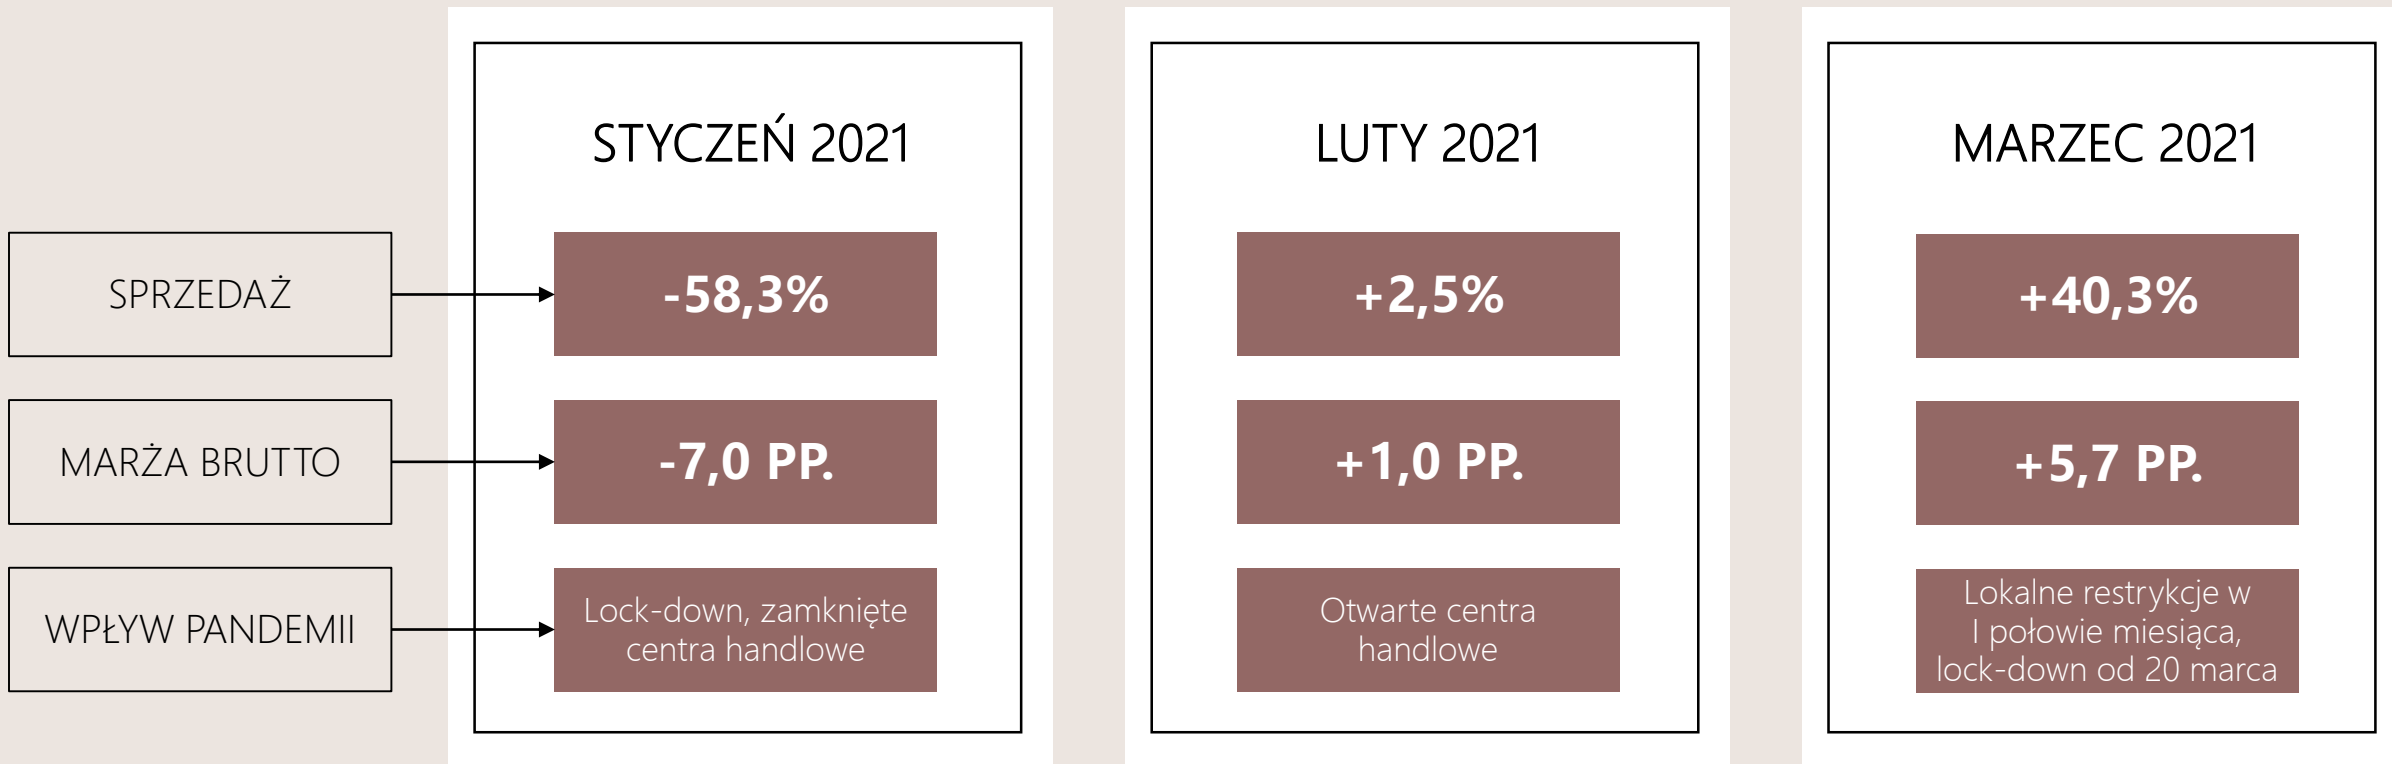 STYCZEŃ 2021
LUTY 2021
MARZEC 2021
SPRZEDAŻ
-58,3%
+2,5%
+40,3%
MARŻA BRUTTO
-7,0 PP.
+1,0 PP.
+5,7 PP.
WPŁYW PANDEMII
Lock-down, zamknięte
centra handlowe
Otwarte centra
handlowe
Lokalne restrykcje w
I połowie miesiąca,
lock-down od 20 marca